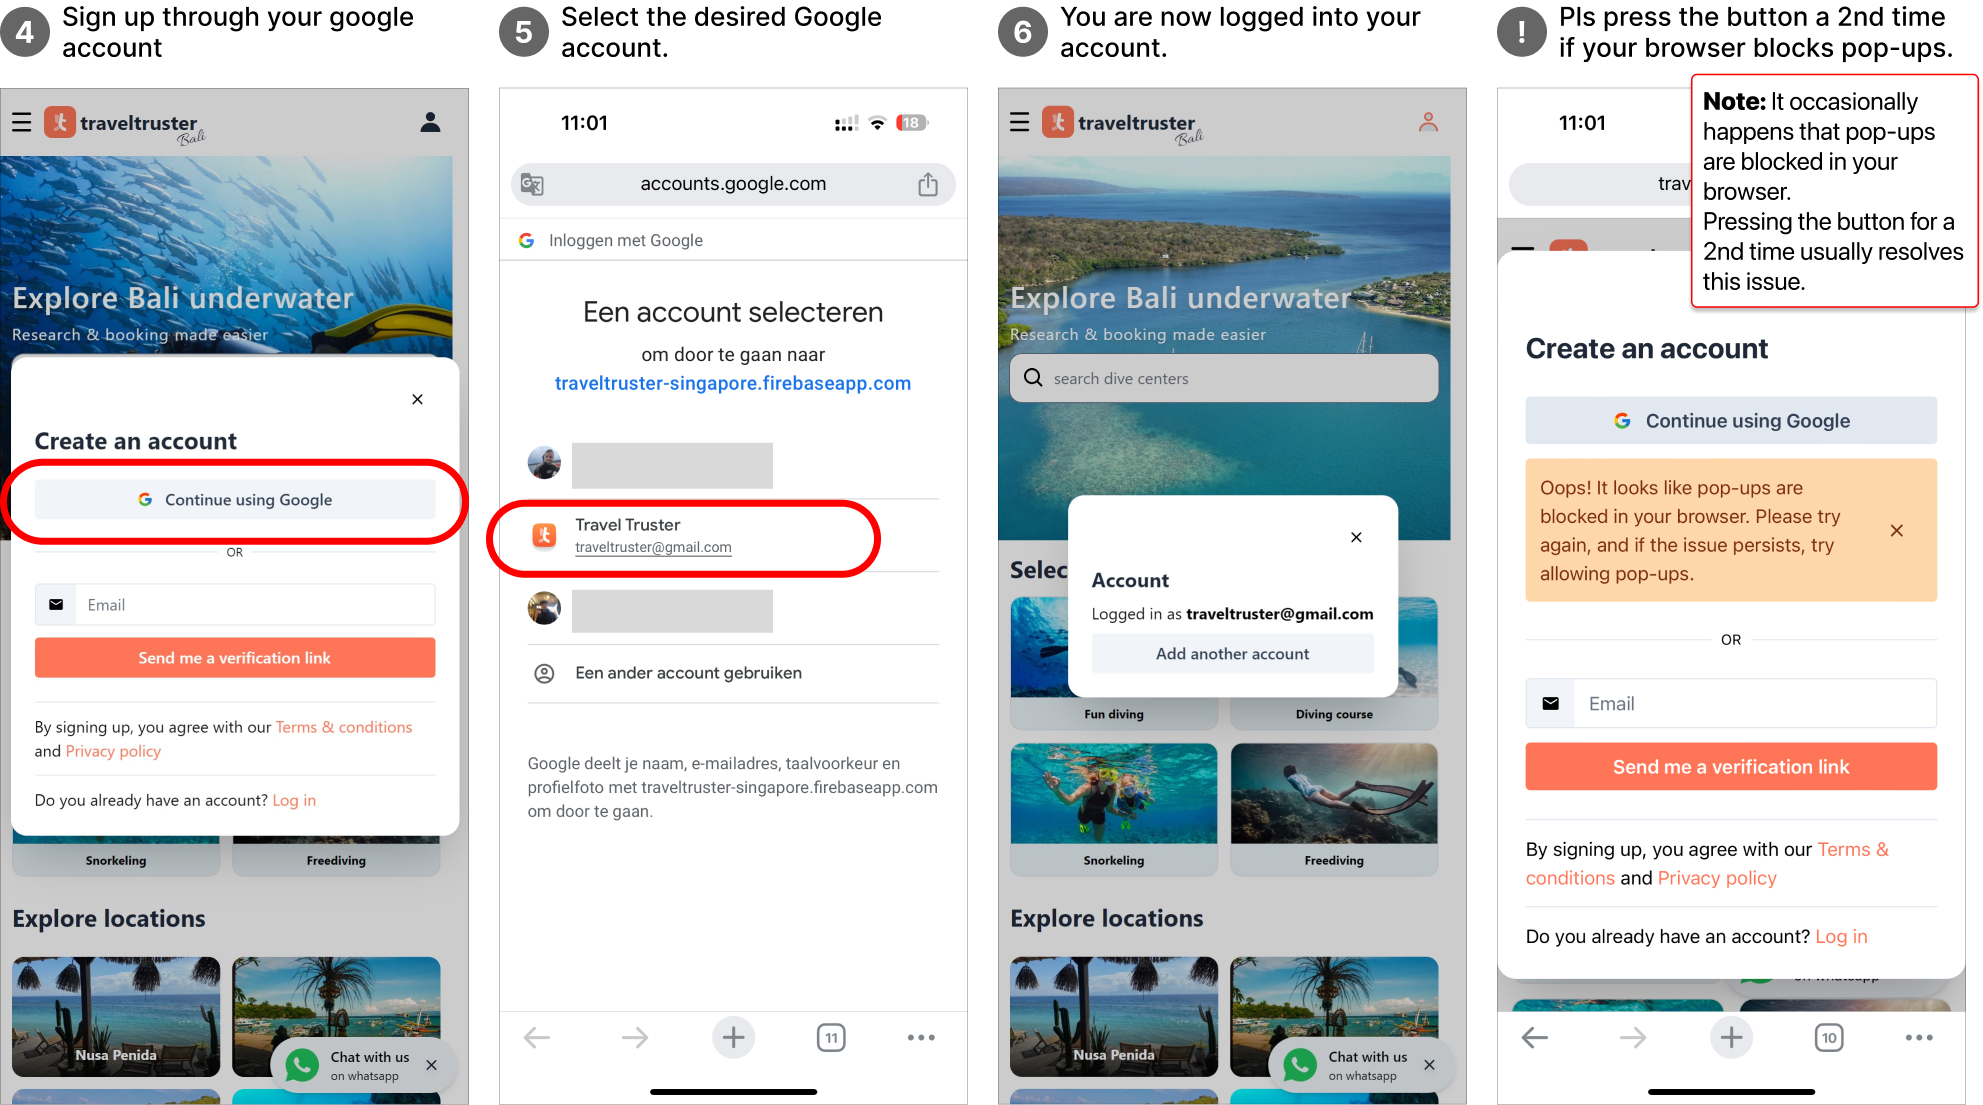 4
Sign up through your google
account
traveltruster
Bali
Explore Bali underwater
Research & booking made easier
Create an account
Continue using Google
OR
Email
Send me a verification link
By signing up, you agree with our Terms & conditions
and Privacy policy
Do you already have an account? Log in
Snorkeling
Freediving
Explore locations
Nusa Penida
Chat with us
on whatsapp
5
Select the desired Google
account.
11:01
18
accounts.google.com
Inloggen met Google
Een account selecteren
om door te gaan naar
traveltruster-singapore.firebaseapp.com
Travel Truster
traveltruster@gmail.com
Een ander account gebruiken
Google deelt je naam, e-mailadres, taalvoorkeur en
profielfoto met traveltruster-singapore.firebaseapp.com
om door te gaan.
11
6
You are now logged into your
account.
traveltruster
Bali
Explore Bali underwater
Research & booking made easier
search dive centers
Selec
Account
Logged in as traveltruster@gmail.com
Add another account
Fun diving
Diving course
Snorkeling
Freediving
Explore locations
Nusa Penida
Chat with us
on whatsapp
!
Pls press the button a 2nd time
if your browser blocks pop-ups.
11:01
trav
Note: It occasionally
happens that pop-ups
are blocked in your
browser.
Pressing the button for a
2nd time usually resolves
this issue.
Create an account
Continue using Google
Oops! It looks like pop-ups are
blocked in your browser. Please try
again, and if the issue persists, try
allowing pop-ups.
OR
Email
Send me a verification link
By signing up, you agree with our Terms &
conditions and Privacy policy
Do you already have an account? Log in
on whatsapp
10